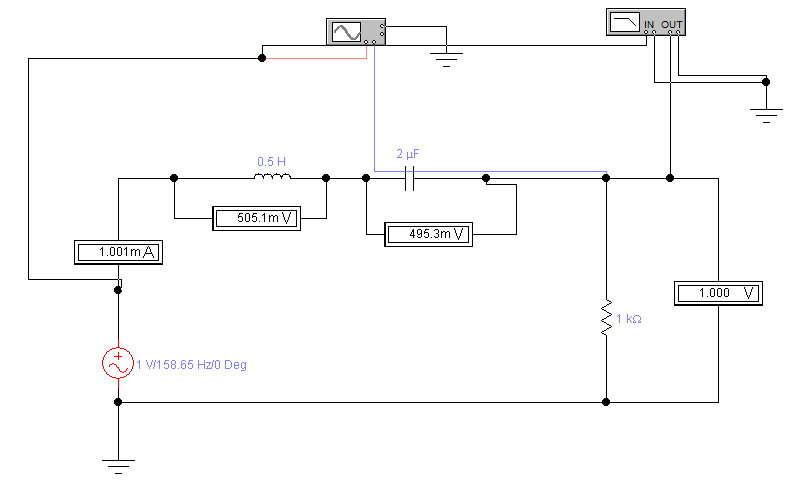 IN OUT
2 µF
0.5 H
505.1m V
495.3m V
1.001m A
1.000 V
1 kΩ
1 V/158.65 Hz/0 Deg